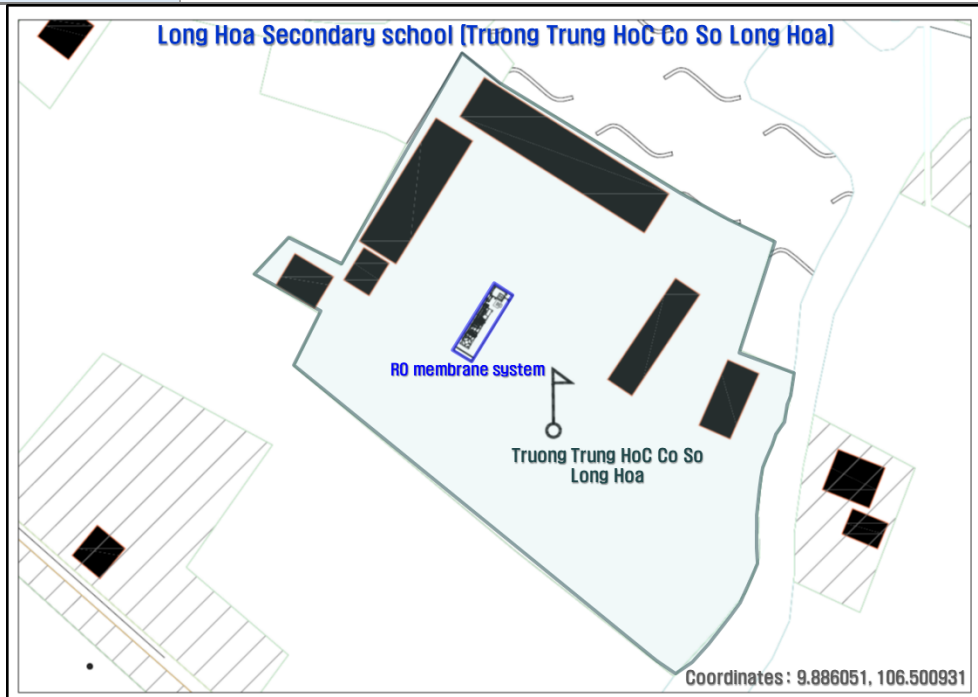 Long Hoa Secondary school (Truong Trung HoC Co So Long Hoa)
RO membrane system
Truong Trung HoC Co So
Long Hoa
Coordinates: 9.886051, 106.500931